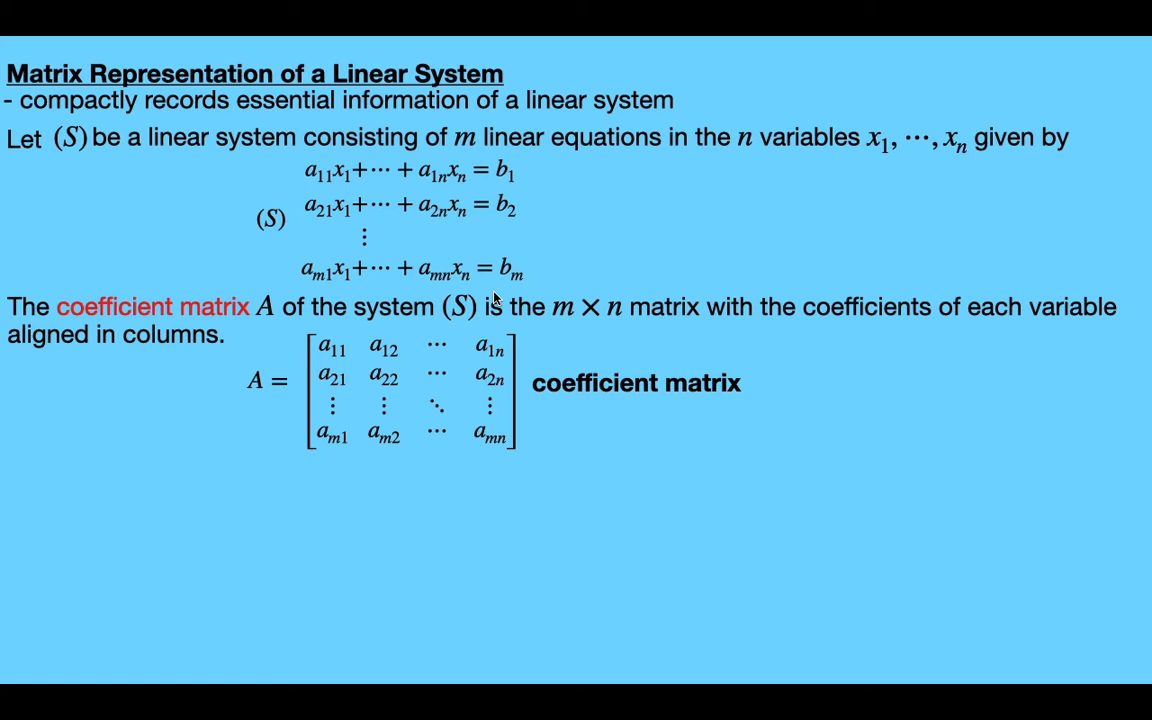 Matrix Representation of a Linear System
- compactly records essential information of a linear system
Let (S) be a linear system consisting of m linear equations in the n variables x₁, ⋯, xₙ given by
a₁₁x₁+⋯ + a₁ₙxₙ = b₁
(S) a₂₁x₁+⋯ + a₂ₙxₙ = b₂
⋮
aₘ₁x₁+⋯ + aₘₙxₙ = bₘ
The coefficient matrix A of the system (S) is the m × n matrix with the coefficients of each variable
aligned in columns.
a₁₁ a₁₂ ⋯ a₁ₙ
A = a₂₁ a₂₂ ⋯ a₂ₙ coefficient matrix
⋮ ⋮ ⋱ ⋮
aₘ₁ aₘ₂ ⋯ aₘₙ